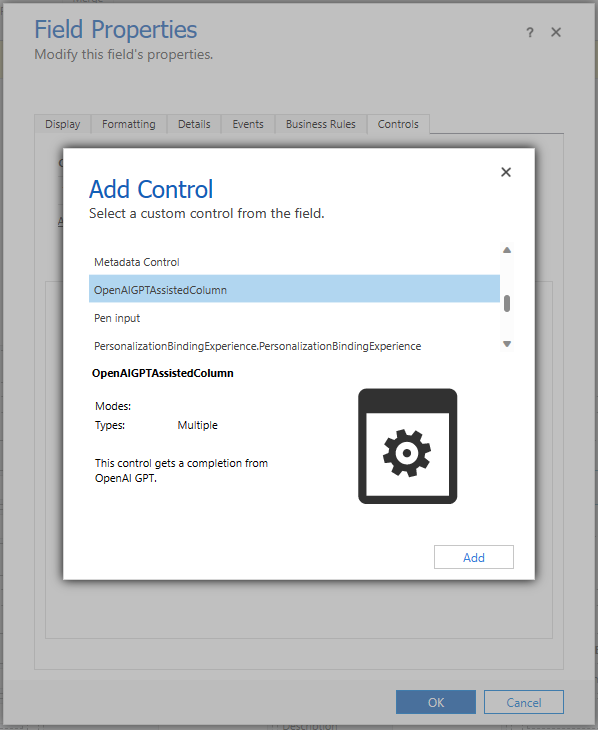 Field Properties
?
Modify this field's properties.
Display Formatting Details Events Business Rules Controls
Add Control
Select a custom control from the field.
Metadata Control
OpenAIGPTAssistedColumn
Pen input
PersonalizationBindingExperience.PersonalizationBindingExperience
OpenAIGPTAssistedColumn
Modes:
Types: Multiple
This control gets a completion from
OpenAI GPT.
Add
OK Cancel
Description